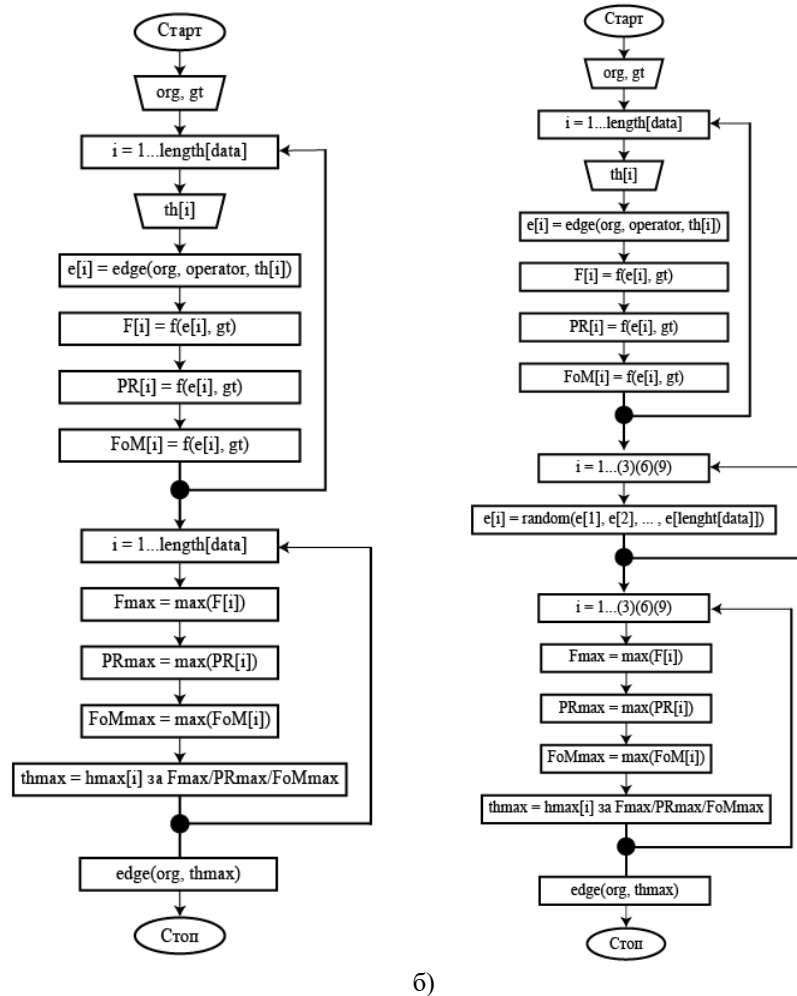 Старт
org, gt
i = 1...length[data]
th[i]
e[i] = edge(org, operator, th[i])
F[i] = f(e[i], gt)
PR[i] = f(e[i], gt)
FoM[i] = f(e[i], gt)
i = 1...length[data]
Fmax = max(F[i])
PRmax = max(PR[i])
FoMmax = max(FoM[i])
thmax = hmax[i] за Fmax/PRmax/FoMmax
edge(org, thmax)
Стоп
Старт
org, gt
i = 1...length[data]
th[i]
e[i] = edge(org, operator, th[i])
F[i] = f(e[i], gt)
PR[i] = f(e[i], gt)
FoM[i] = f(e[i], gt)
i = 1...(3)(6)(9)
e[i] = random(e[1], e[2], ... , e[lenght[data]])
i = 1...(3)(6)(9)
Fmax = max(F[i])
PRmax = max(PR[i])
FoMmax = max(FoM[i])
thmax = hmax[i] за Fmax/PRmax/FoMmax
edge(org, thmax)
Стоп
б)